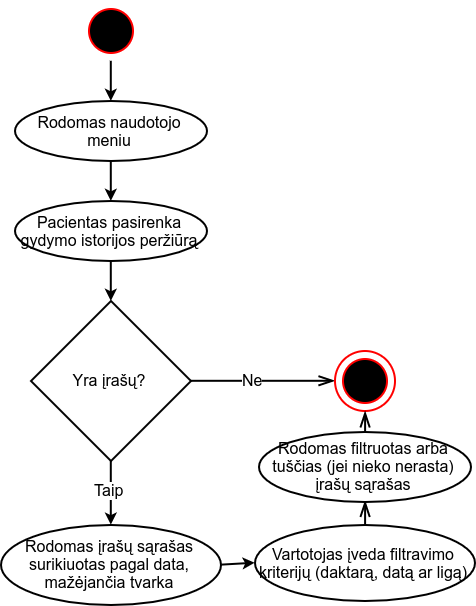 Rodomas naudotojo
meniu
Pacientas pasirenka
gydymo istorijos peržiūrą
Yra įrašų?
Ne
Taip
Rodomas įrašų sąrašas
surikiuotas pagal data,
mažėjančia tvarka
Vartotojas įveda filtravimo
kriterijų (daktarą, datą ar ligą)
Rodomas filtruotas arba
tuščias (jei nieko nerasta)
įrašų sąrašas